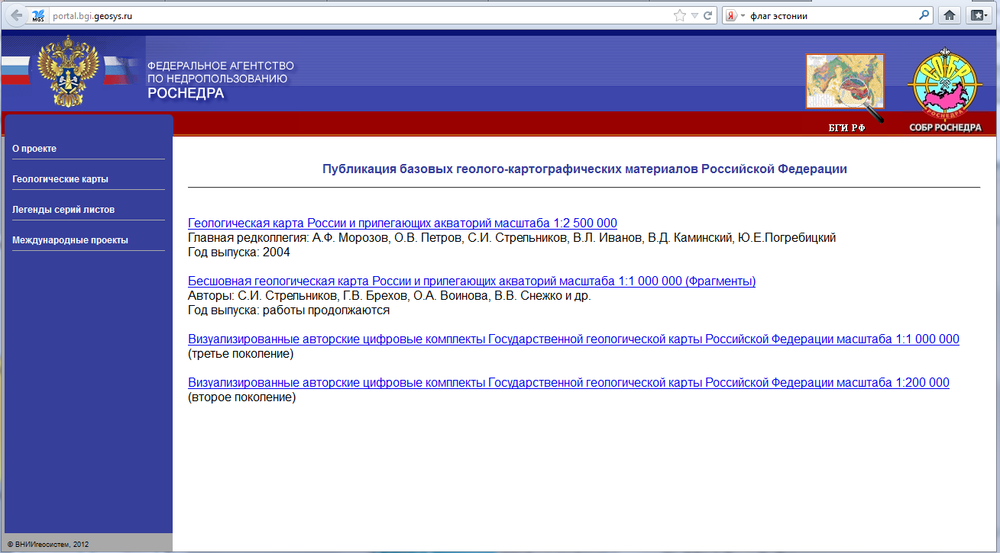 MGS
portal.bgi.geosys.ru
Я
флаг эстонии
ФЕДЕРАЛЬНОЕ АГЕНТСТВО
ПО НЕДРОПОЛЬЗОВАНИЮ
РОСНЕДРА
СОБР
РОСНЕДРА
БГИ РФ
СОБР РОСНЕДРА
О проекте
Геологические карты
Легенды серий листов
Международные проекты
Публикация базовых геолого-картографических материалов Российской Федерации
Геологическая карта России и прилегающих акваторий масштаба 1:2 500 000
Главная редколлегия: А.Ф. Морозов, О.В. Петров, С.И. Стрельников, В.Л. Иванов, В.Д. Каминский, Ю.Е.Погребицкий
Год выпуска: 2004
Бесшовная геологическая карта России и прилегающих акваторий масштаба 1:1 000 000 (Фрагменты)
Авторы: С.И. Стрельников, Г.В. Брехов, О.А. Воинова, В.В. Снежко и др.
Год выпуска: работы продолжаются
Визуализированные авторские цифровые комплекты Государственной геологической карты Российской Федерации масштаба 1:1 000 000
(третье поколение)
Визуализированные авторские цифровые комплекты Государственной геологической карты Российской Федерации масштаба 1:200 000
(второе поколение)
© ВНИИгеосистем, 2012